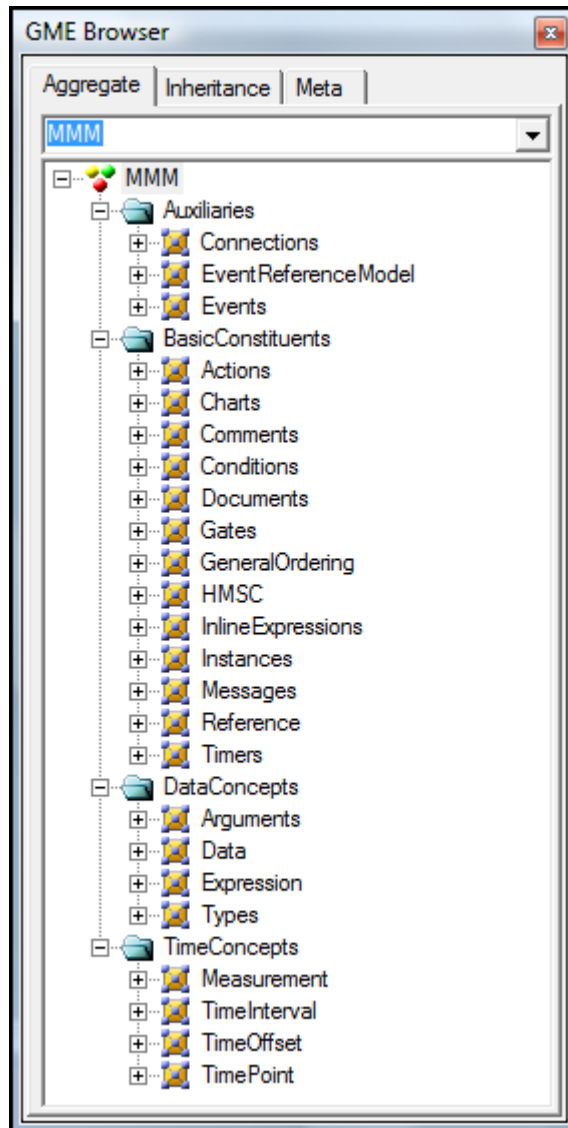 GME Browser
Aggregate Inheritance Meta
MMM
MMM
Auxiliaries
Connections
EventReferenceModel
Events
BasicConstituents
Actions
Charts
Comments
Conditions
Documents
Gates
GeneralOrdering
HMSC
InlineExpressions
Instances
Messages
Reference
Timers
DataConcepts
Arguments
Data
Expression
Types
TimeConcepts
Measurement
TimeInterval
TimeOffset
TimePoint